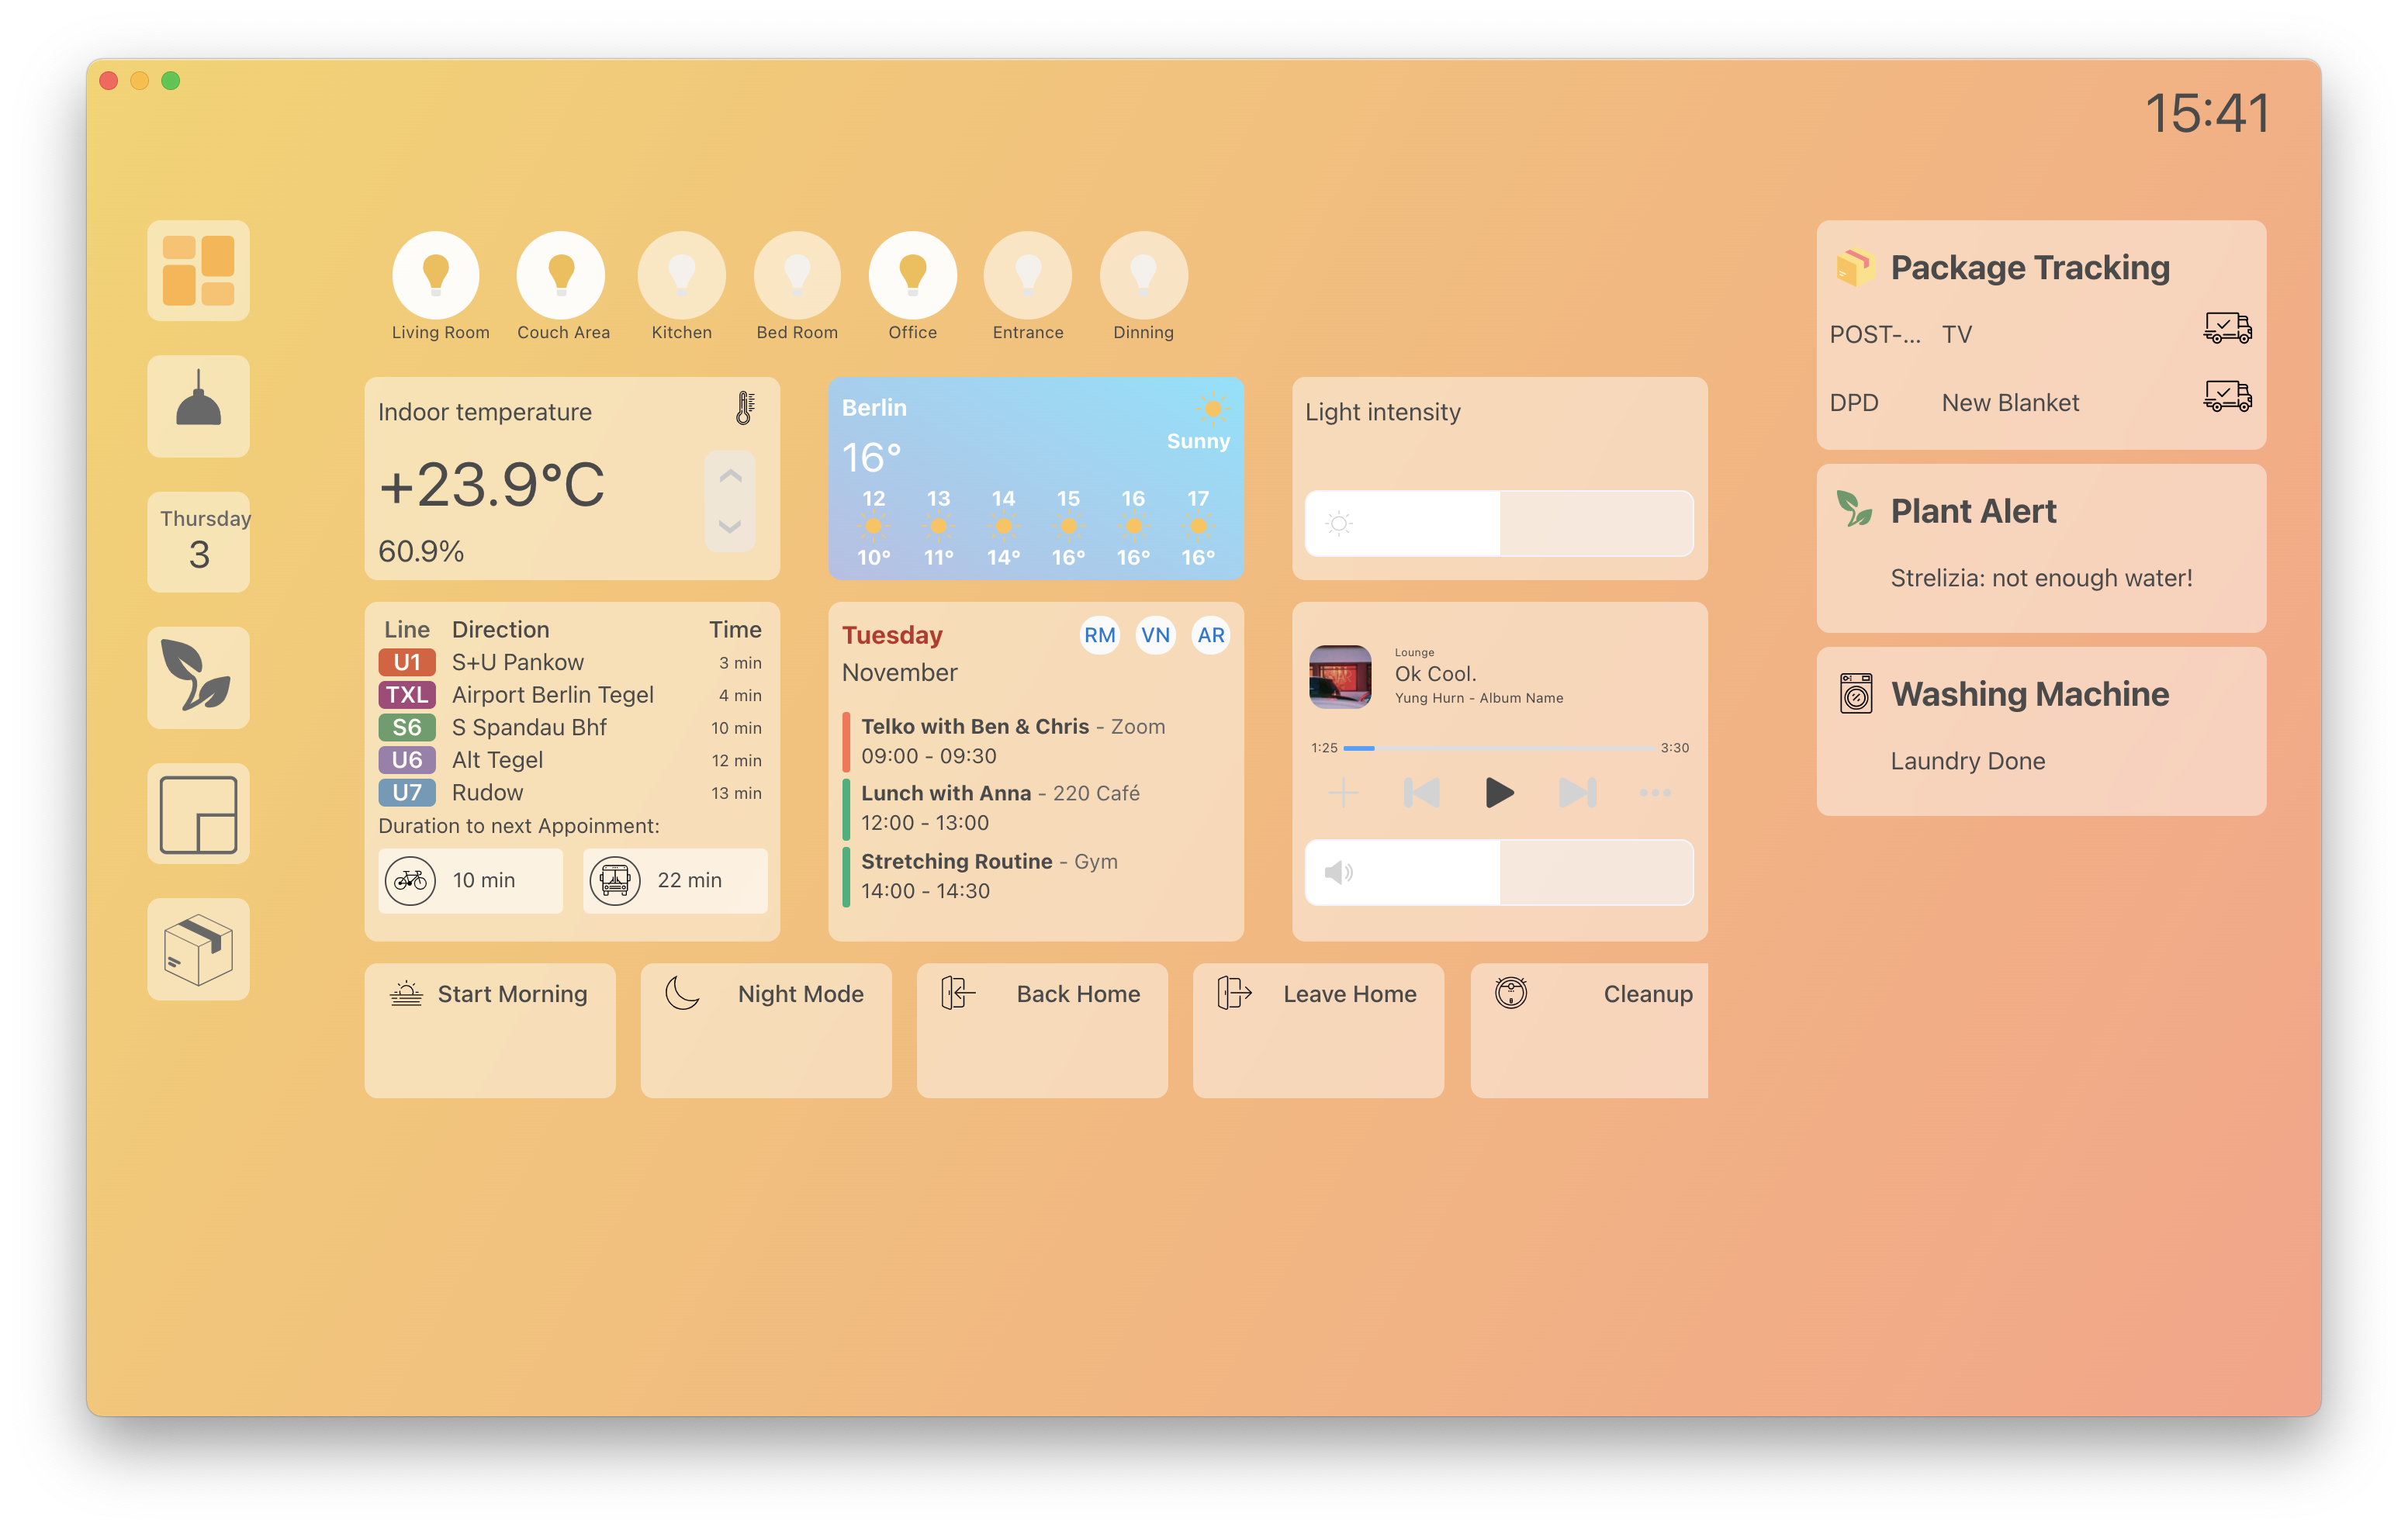 15:41
Thursday
3
Living Room
Couch Area
Kitchen
Bed Room
Office
Entrance
Dinning
Indoor temperature
+23.9°C
60.9%
Berlin
16°
Sunny
12 13 14 15 16 17
10° 11° 14° 16° 16° 16°
Light intensity
Line Direction Time
U1 S+U Pankow 3 min
TXL Airport Berlin Tegel 4 min
S6 S Spandau Bhf 10 min
U6 Alt Tegel 12 min
U7 Rudow 13 min
Duration to next Appoinment:
10 min
22 min
Tuesday
RM VN AR
November
Telko with Ben & Chris - Zoom
09:00 - 09:30
Lunch with Anna - 220 Café
12:00 - 13:00
Stretching Routine - Gym
14:00 - 14:30
Lounge
Ok Cool.
Yung Hurn - Album Name
1:25
3:30
Start Morning
Night Mode
Back Home
Leave Home
Cleanup
Package Tracking
POST-... TV
DPD New Blanket
Plant Alert
Strelizia: not enough water!
Washing Machine
Laundry Done